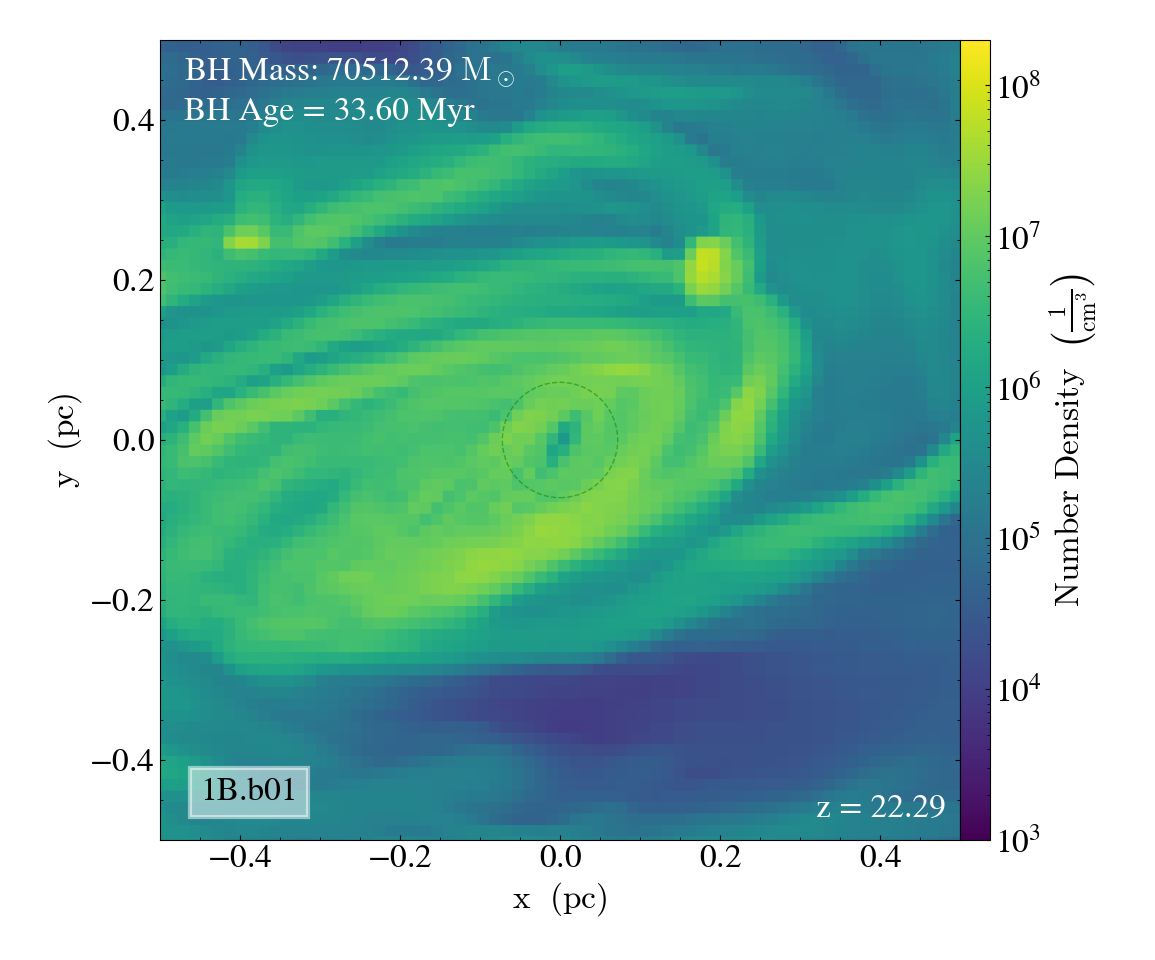 BH Mass: 70512.39 M⊙
BH Age = 33.60 Myr
10⁸
10⁷
10⁶
10⁵
10⁴
10³
Number Density (1/cm³)
0.4
0.2
0.0
−0.2
−0.4
y (pc)
1B.b01
z = 22.29
−0.4 −0.2 0.0 0.2 0.4
x (pc)